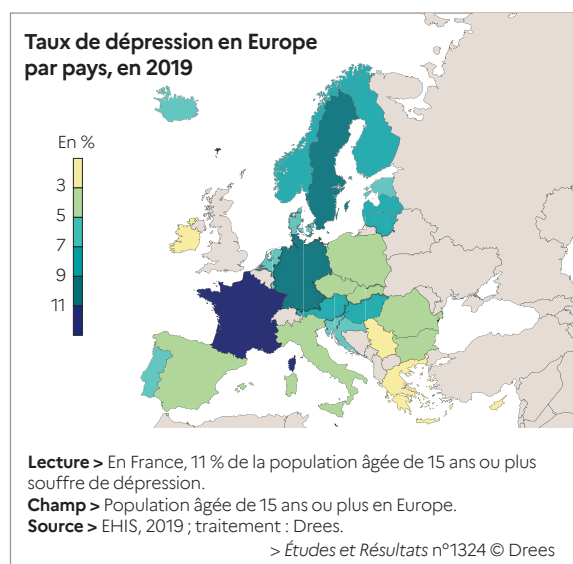 Taux de dépression en Europe
par pays, en 2019
En %
3
5
7
9
11
Lecture > En France, 11 % de la population âgée de 15 ans ou plus
souffre de dépression.
Champ > Population âgée de 15 ans ou plus en Europe.
Source > EHIS, 2019 ; traitement : Drees.
> Études et Résultats n°1324 © Drees